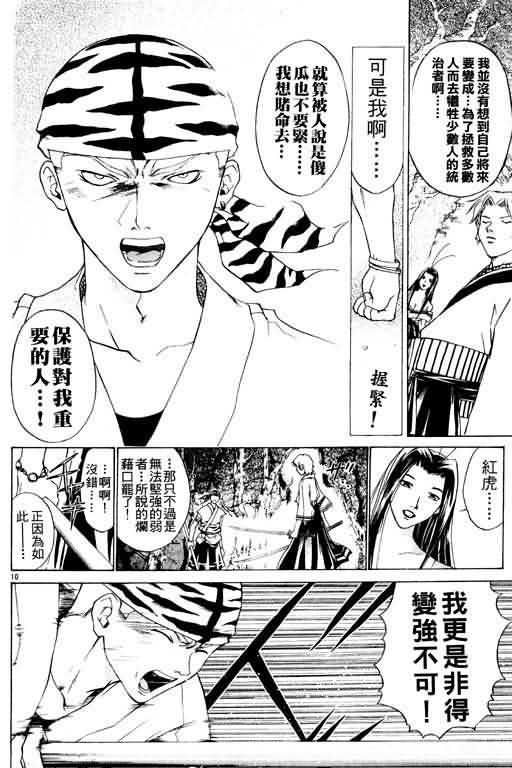 我並沒有想到自己將來
要變成…為了拯救多數
人而去犧牲少數人的統
治者啊……
可是我啊……
握緊！
就算被人說是傻
瓜也不要緊……
我想賭命去…
保護對我重
要的人…！
紅虎……
…那只不過是
無法堅強的弱
者…所說的爛
藉口罷了！
…啊啊！
沒錯…
正因為如
此——
10
我更是非得
變強不可！